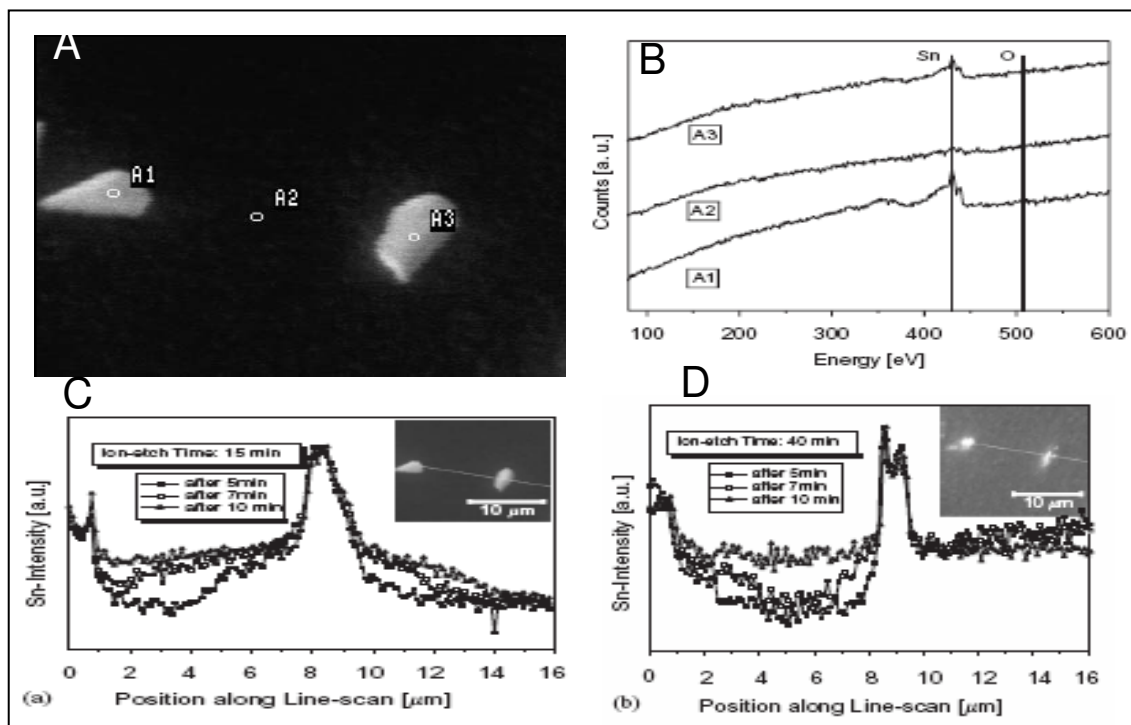 A
A1
A2
A3
B
Sn
O
A3
A2
A1
Counts [a. u.]
100 200 300 400 500 600
Energy [eV]
C
Ion-etch Time: 15 min
after 5min
after 7min
after 10 min
10 µm
Sn-Intensity [a.u.]
0 2 4 6 8 10 12 14 16
(a) Position along Line-scan [µm]
D
Ion-etch Time: 40 min
after 5min
after 7min
after 10 min
10 µm
Sn-Intensity [a.u.]
0 2 4 6 8 10 12 14 16
(b) Position along Line-scan [µm]